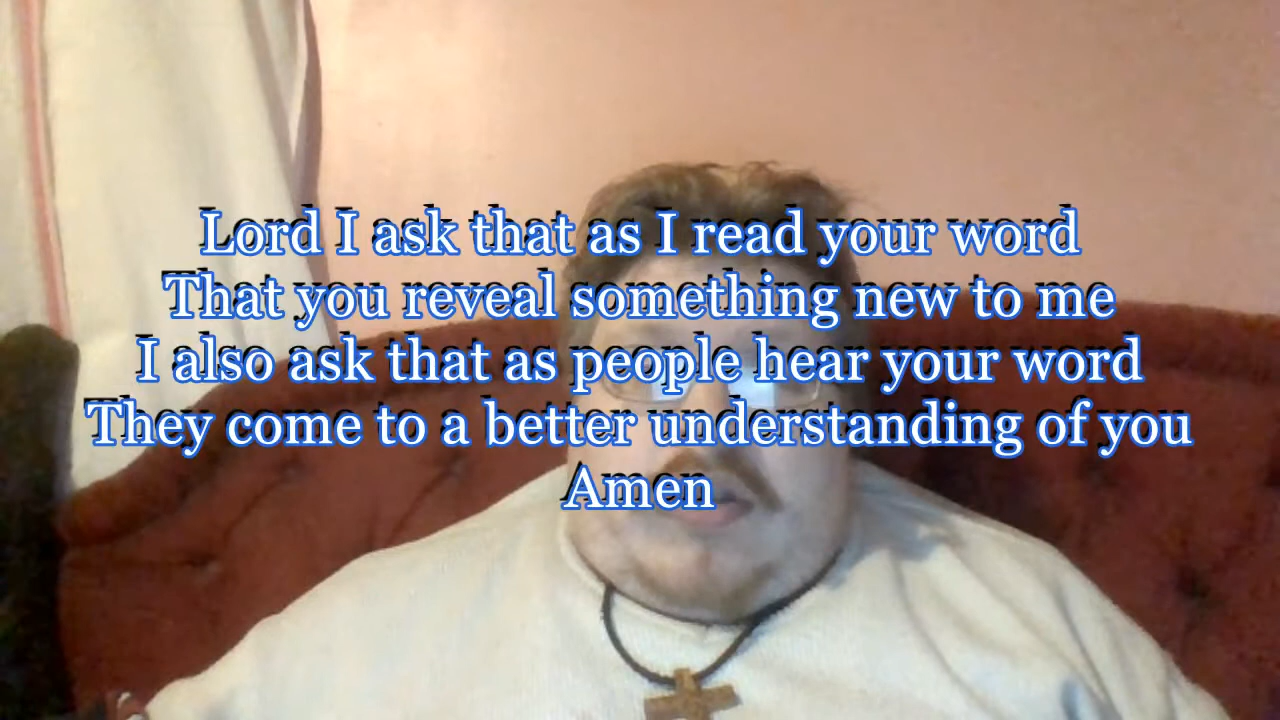 Lord I ask that as I read your word
That you reveal something new to me
I also ask that as people hear your word
They come to a better understanding of you
Amen